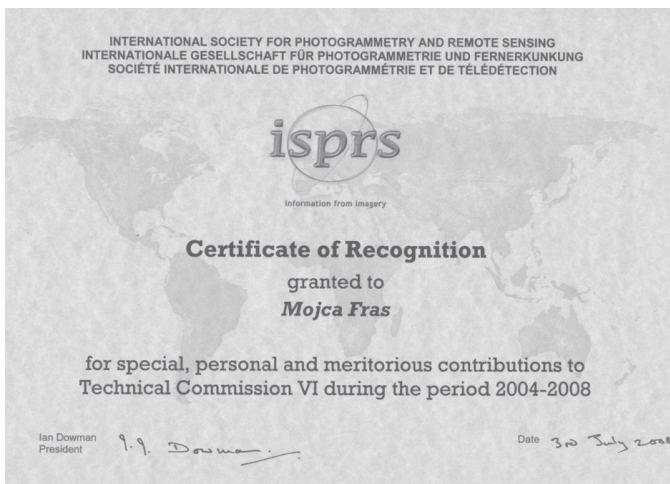 INTERNATIONAL SOCIETY FOR PHOTOGRAMMETRY AND REMOTE SENSING
INTERNATIONALE GESELLSCHAFT FÜR PHOTOGRAMMETRIE UND FERNERKUNKUNG
SOCIÉTÉ INTERNATIONALE DE PHOTOGRAMMÉTRIE ET DE TÉLÉDÉTECTION
isprs
information from imagery
Certificate of Recognition
granted to
Mojca Fras
for special, personal and meritorious contributions to
Technical Commission VI during the period 2004-2008
Ian Dowman
President
I.J. Dowman.
Date 3rd July 2008